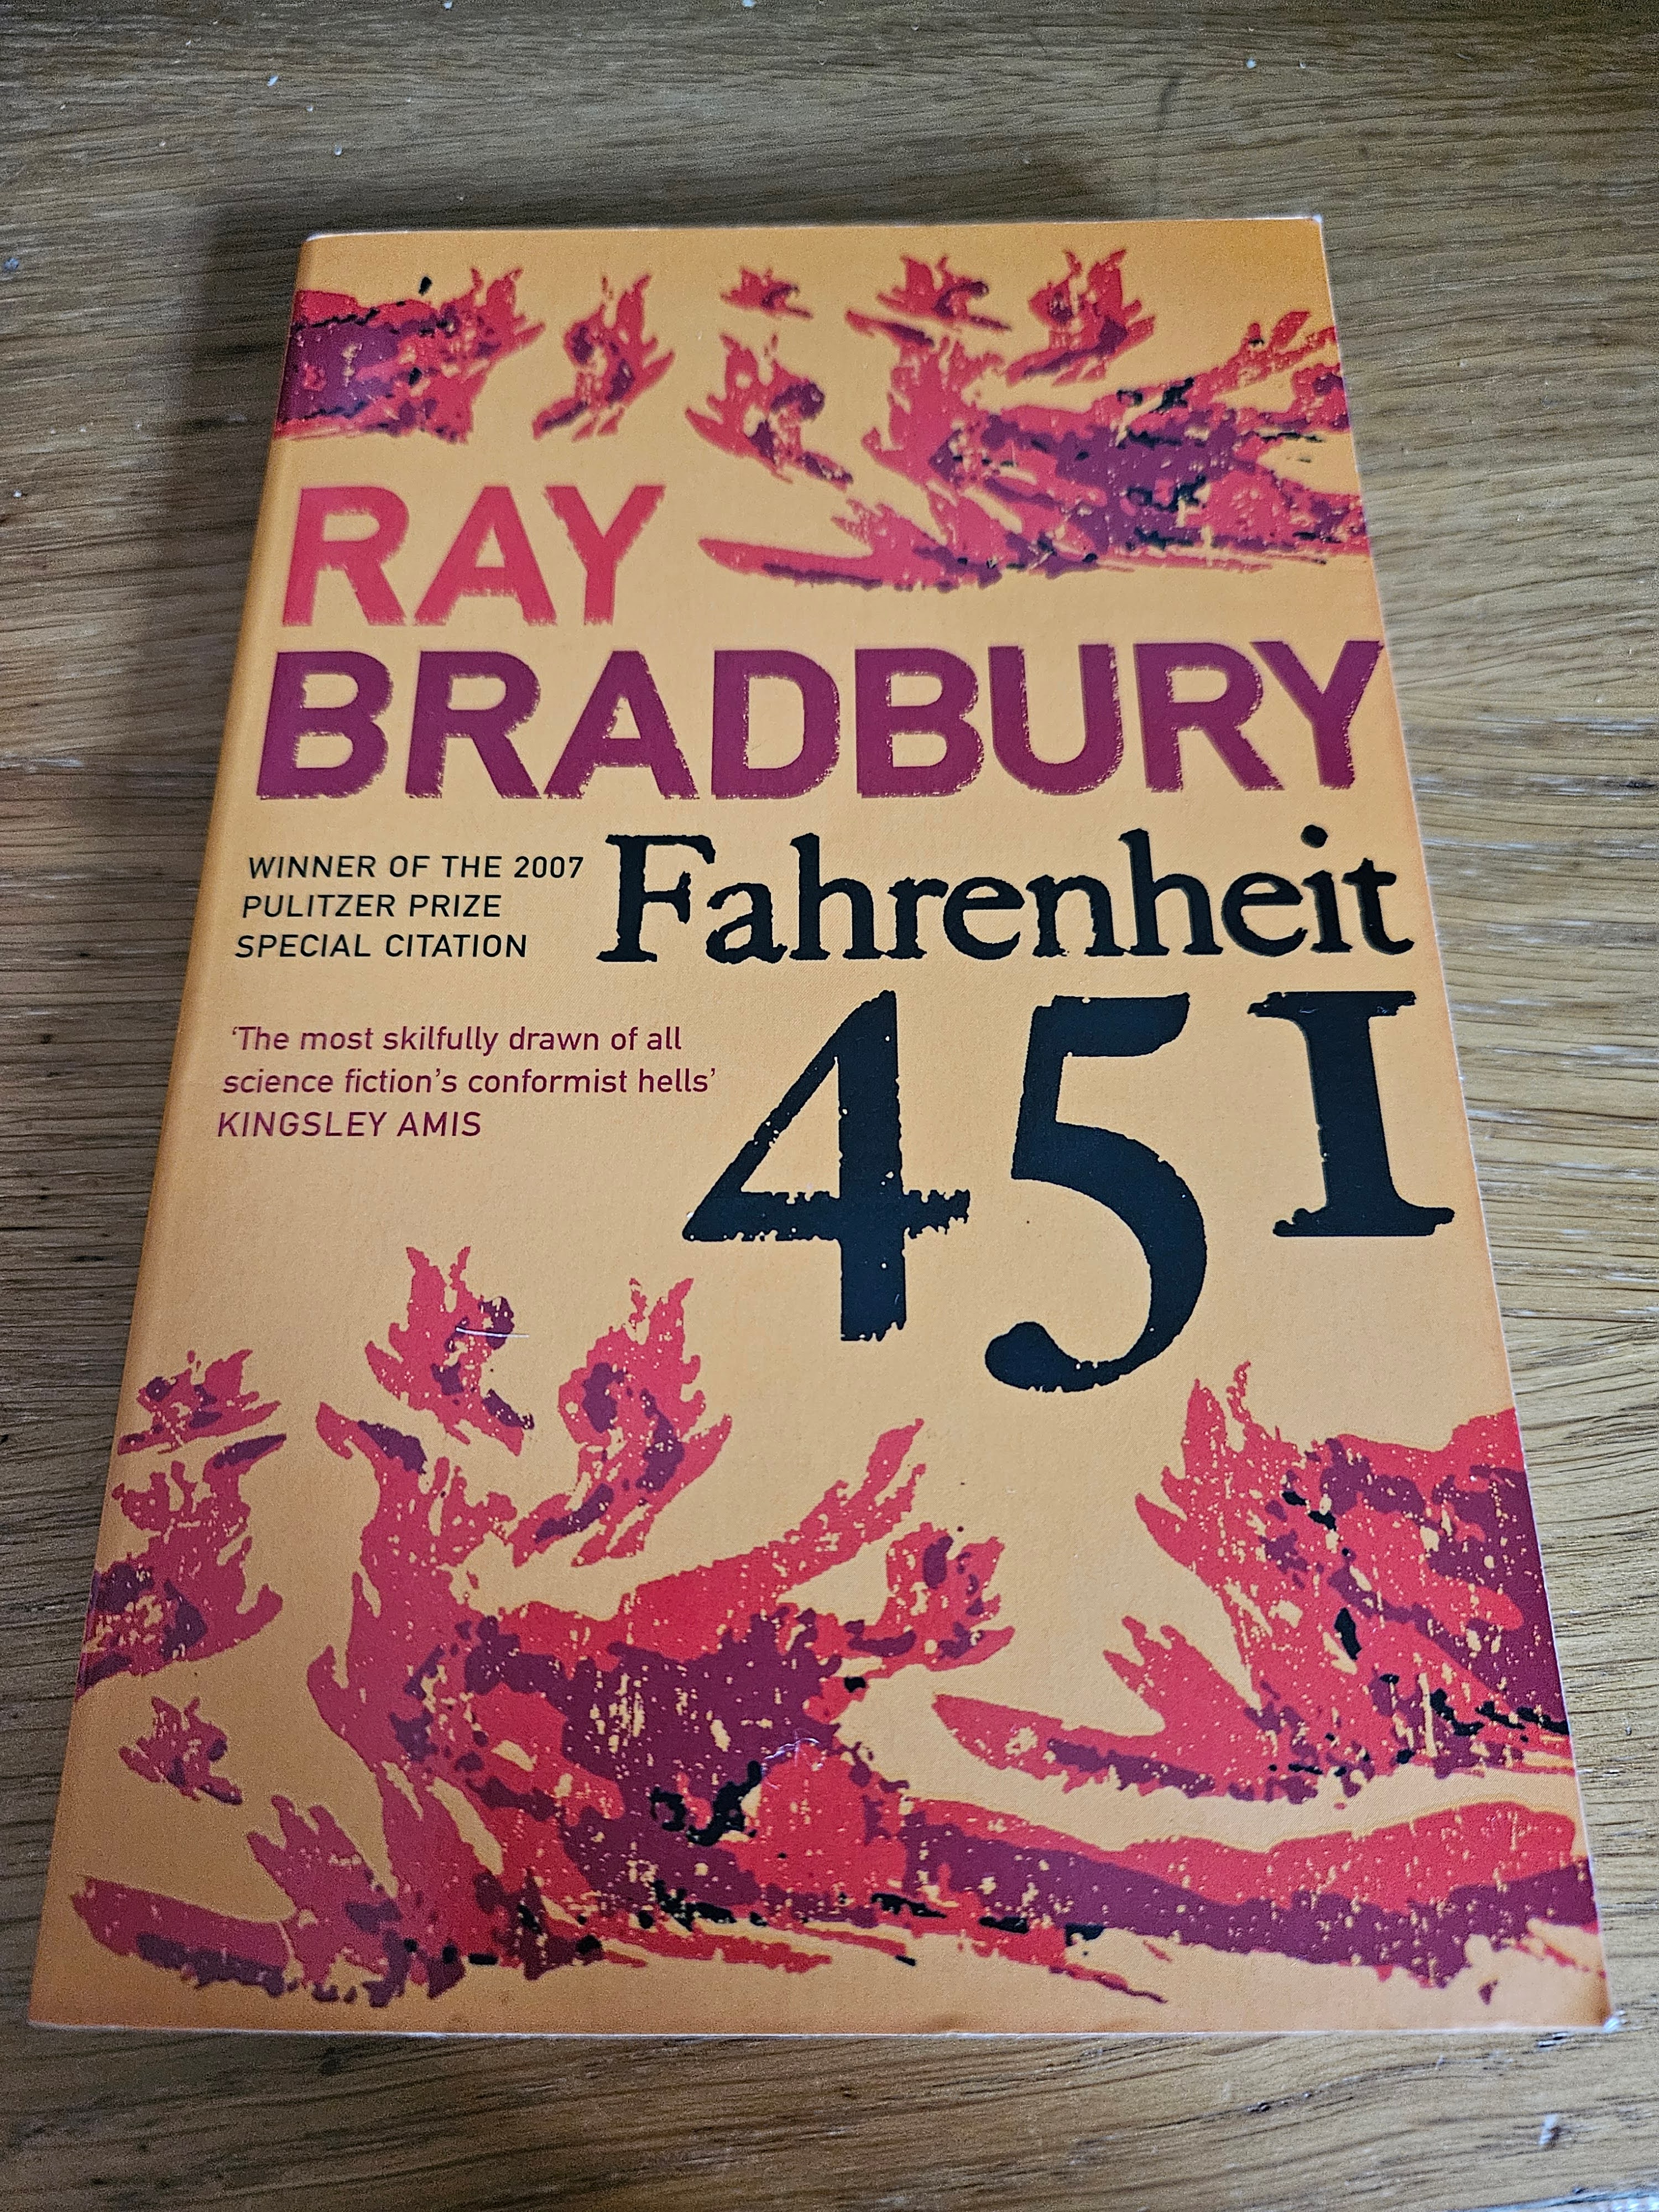 RAY
BRADBURY
WINNER OF THE 2007
PULITZER PRIZE
SPECIAL CITATION
Fahrenheit
451
‘The most skilfully drawn of all
science fiction’s conformist hells’
KINGSLEY AMIS